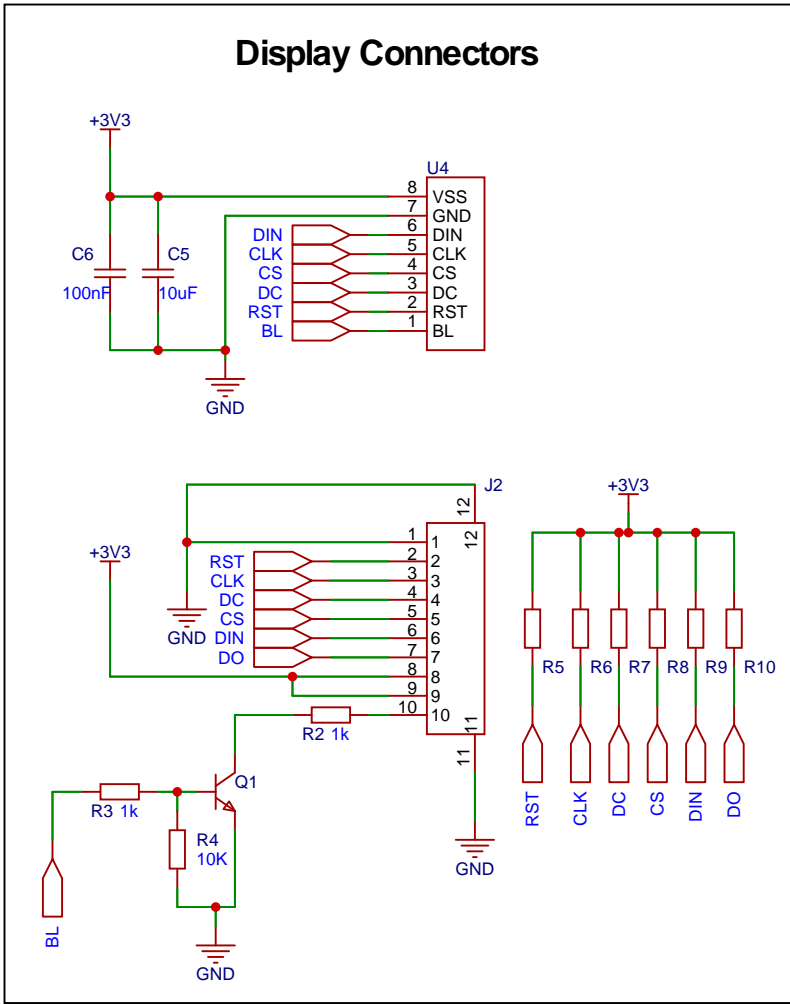 Display Connectors
+3V3
U4
8 VSS
7 GND
DIN 6 DIN
CLK 5 CLK
CS 4 CS
DC 3 DC
RST 2 RST
BL 1 BL
C6 C5
100nF 10uF
GND
J2
12
12
+3V3
1 1
RST 2 2
CLK 3 3
DC 4 4
CS 5 5
DIN 6 6
DO 7 7
8 8
9 9
10 10
GND
11
11
R2 1k
Q1
R3 1k
R4
10K
BL
GND
GND
+3V3
R5 R6 R7 R8 R9 R10
RST CLK DC CS DIN DO